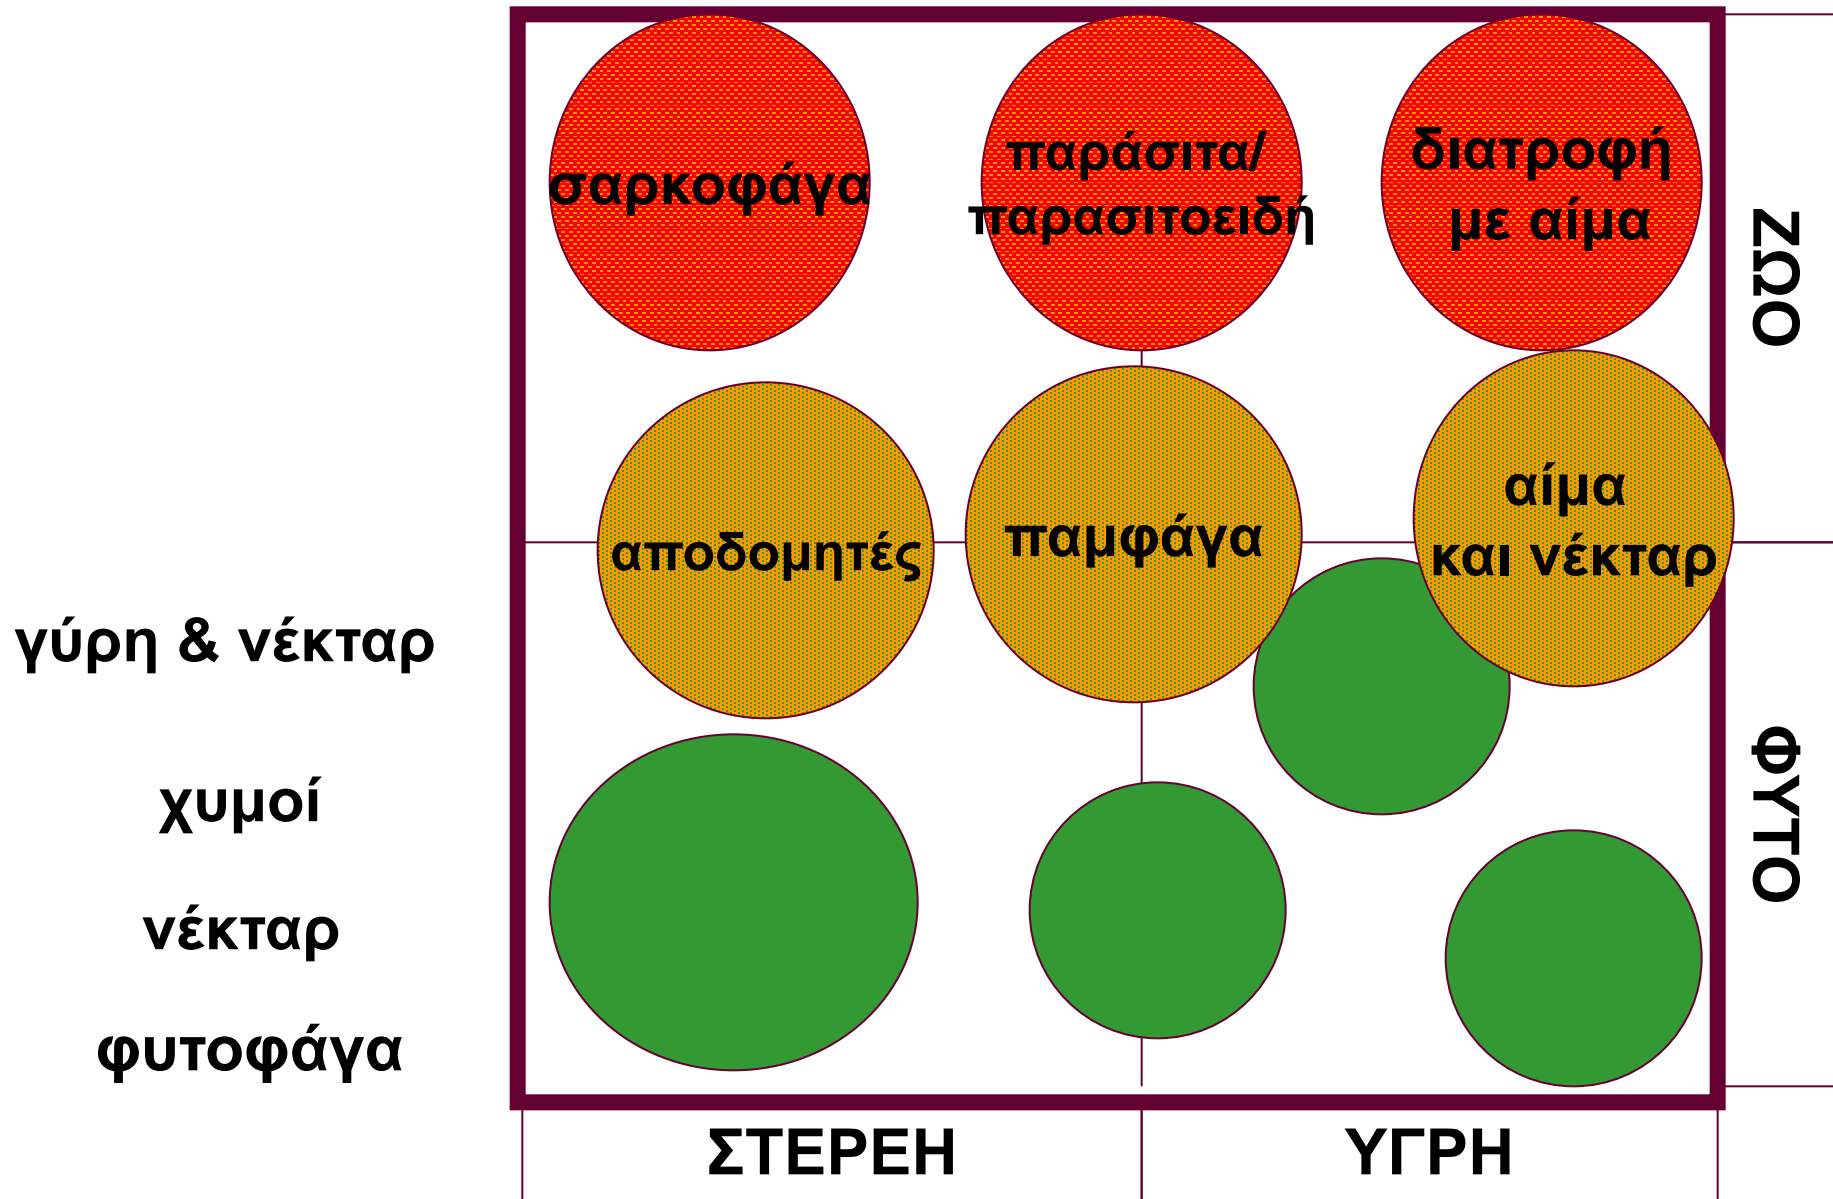 σαρκοφάγα
παράσιτα/
παρασιτοειδή
διατροφή
με αίμα
ΖΩΟ
αποδομητές
παμφάγα
αίμα
και νέκταρ
γύρη & νέκταρ
χυμοί
νέκταρ
φυτοφάγα
ΦΥΤΟ
ΣΤΕΡΕΗ
ΥΓΡΗ